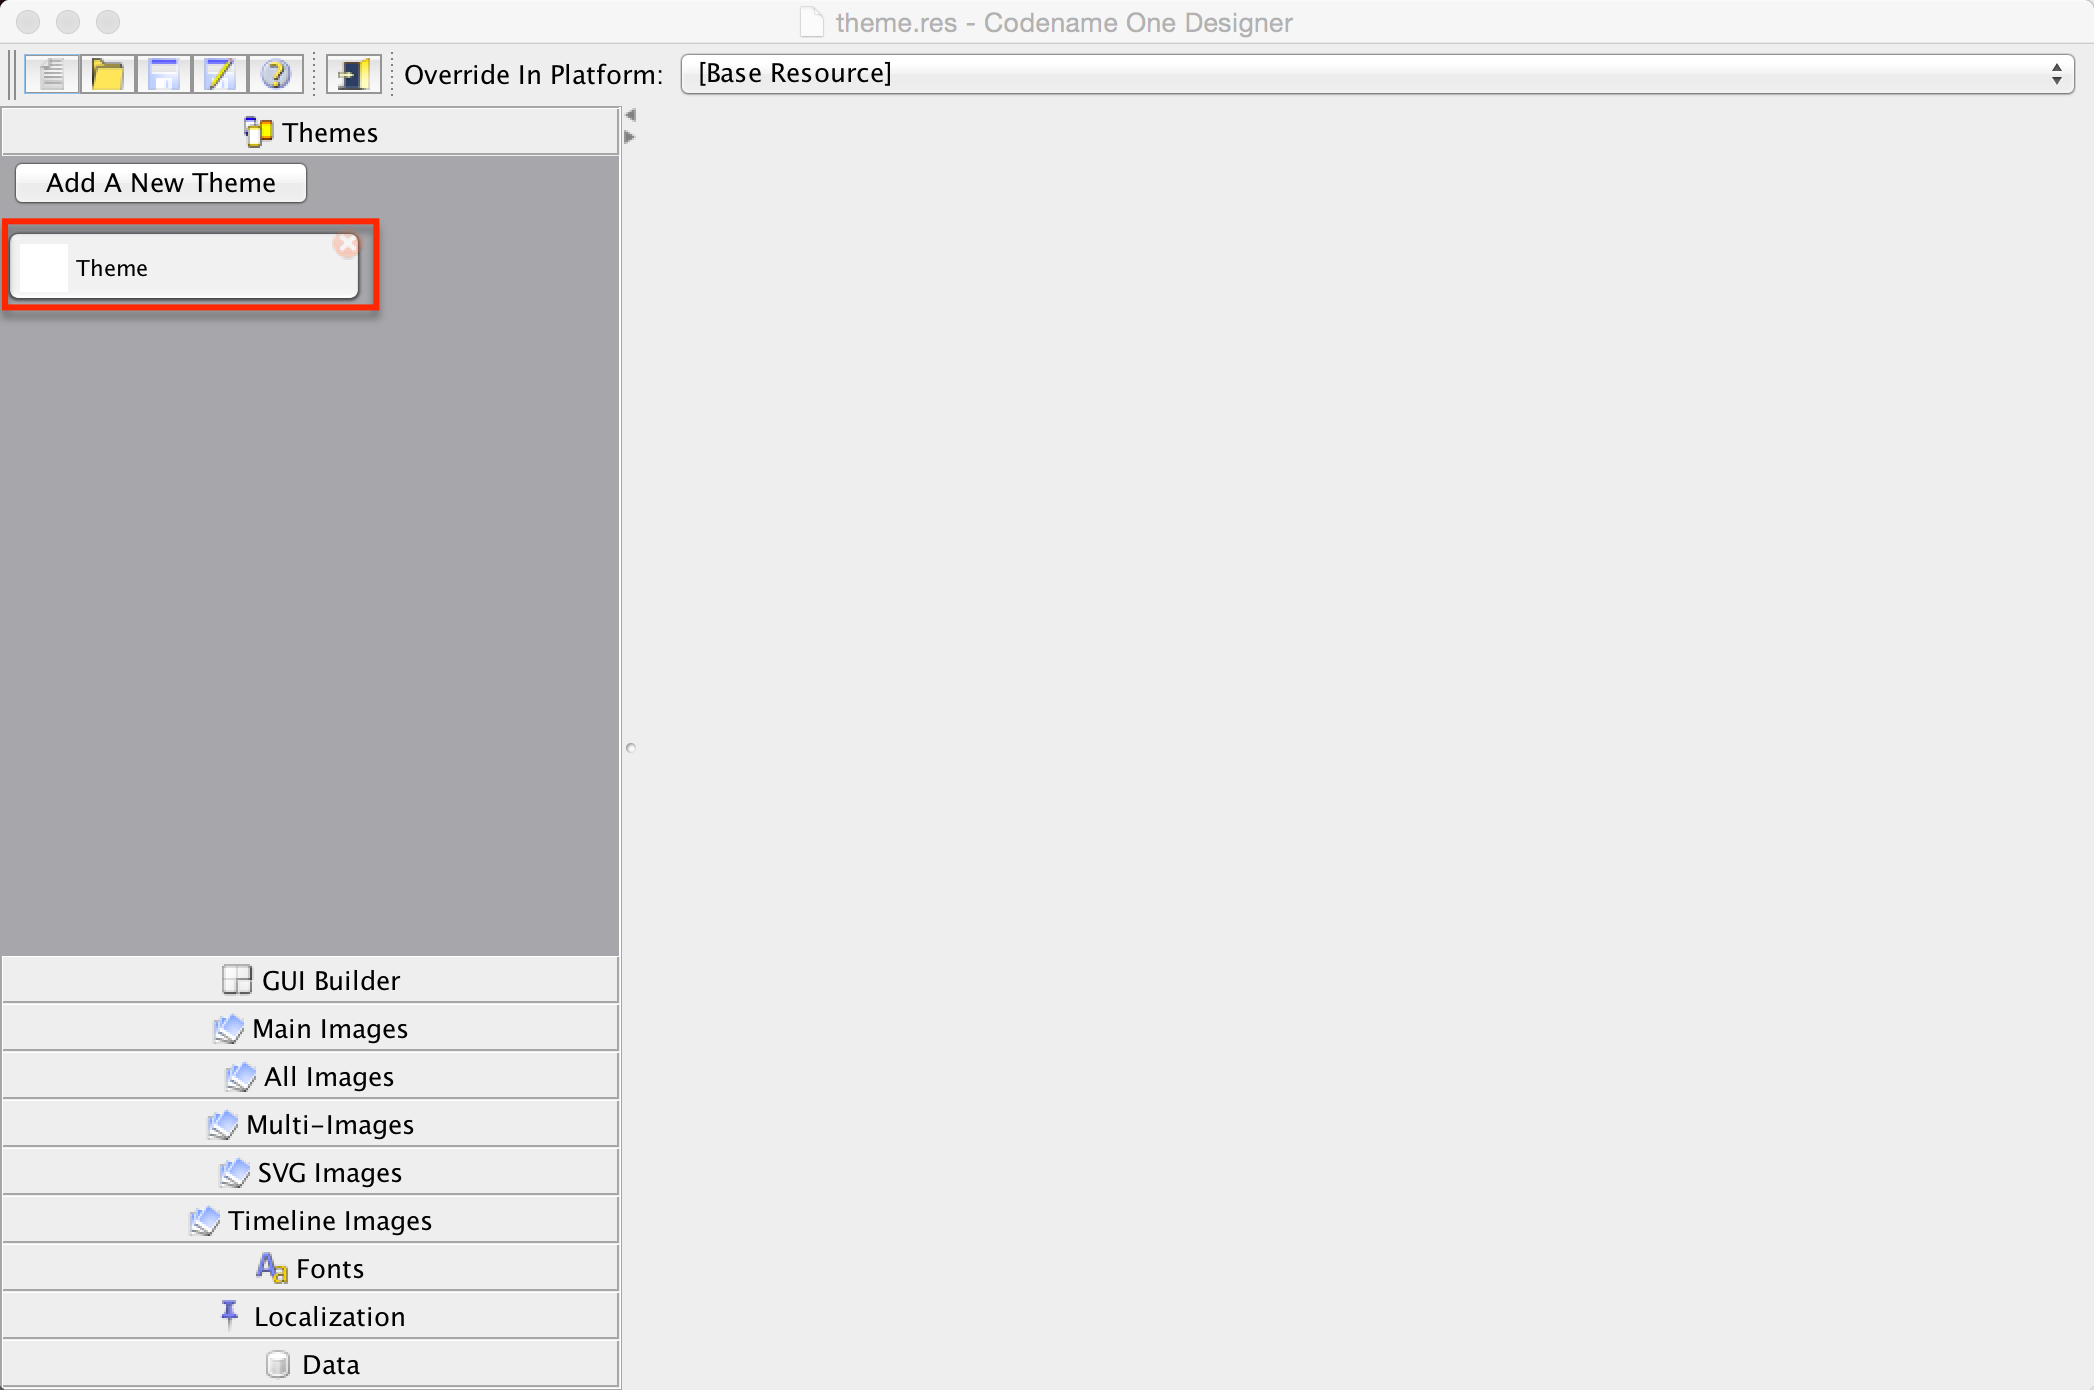 theme.res - Codename One Designer
Override In Platform: [Base Resource]
Themes
Add A New Theme
Theme
GUI Builder
Main Images
All Images
Multi-Images
SVG Images
Timeline Images
Fonts
Localization
Data